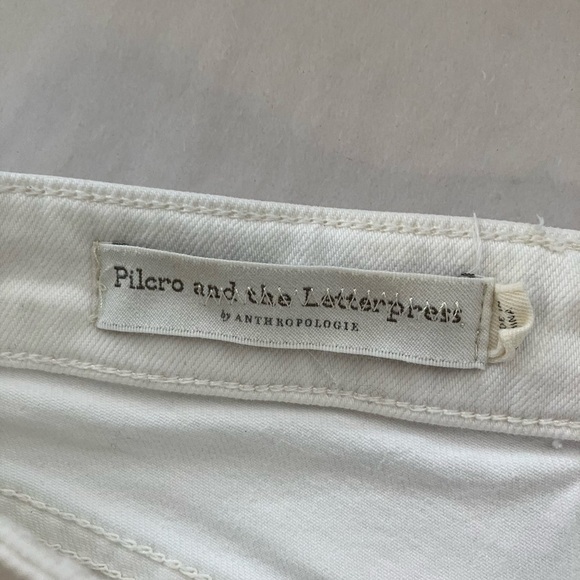 Pilcro and the Letterpress
by ANTHROPOLOGIE